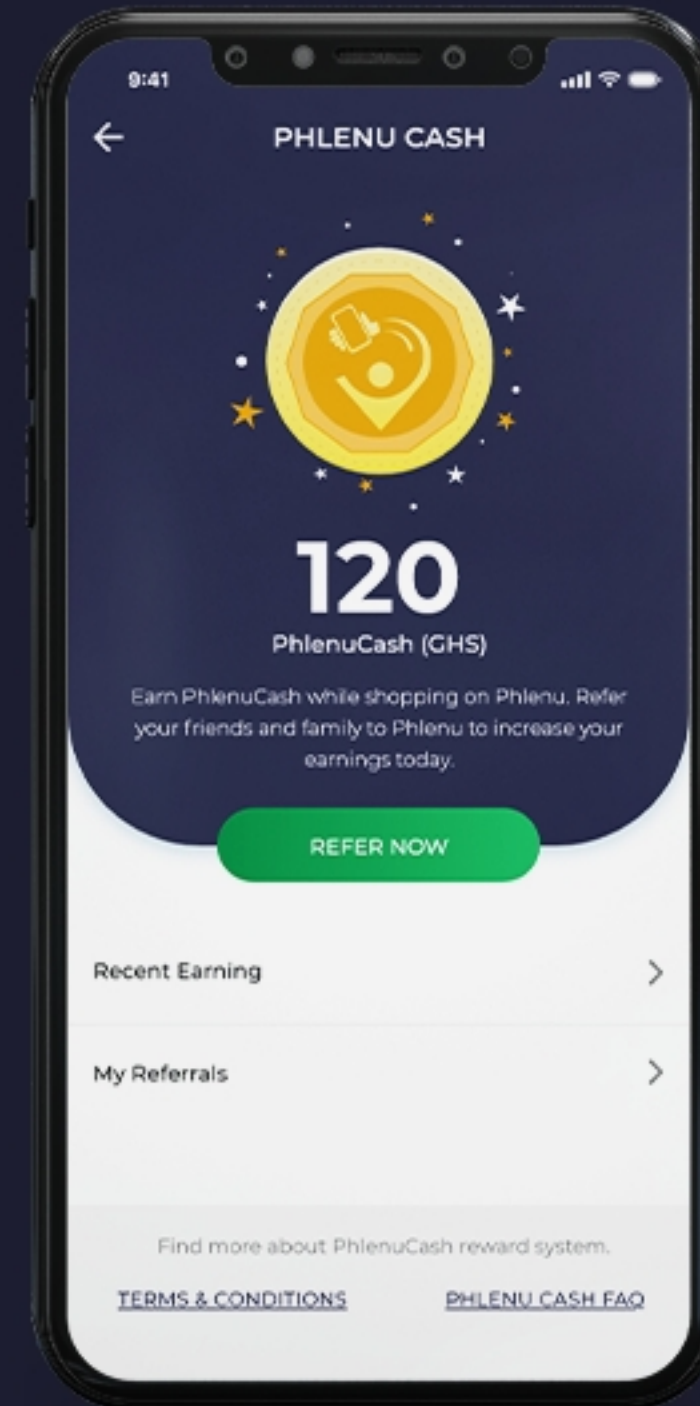 9:41
PHLENU CASH
120
PhlenuCash (GHS)
Earn PhlenuCash while shopping on Phlenu. Refer
your friends and family to Phlenu to increase your
earnings today.
REFER NOW
Recent Earning
My Referrals
Find more about PhlenuCash reward system.
TERMS & CONDITIONS
PHLENU CASH FAQ